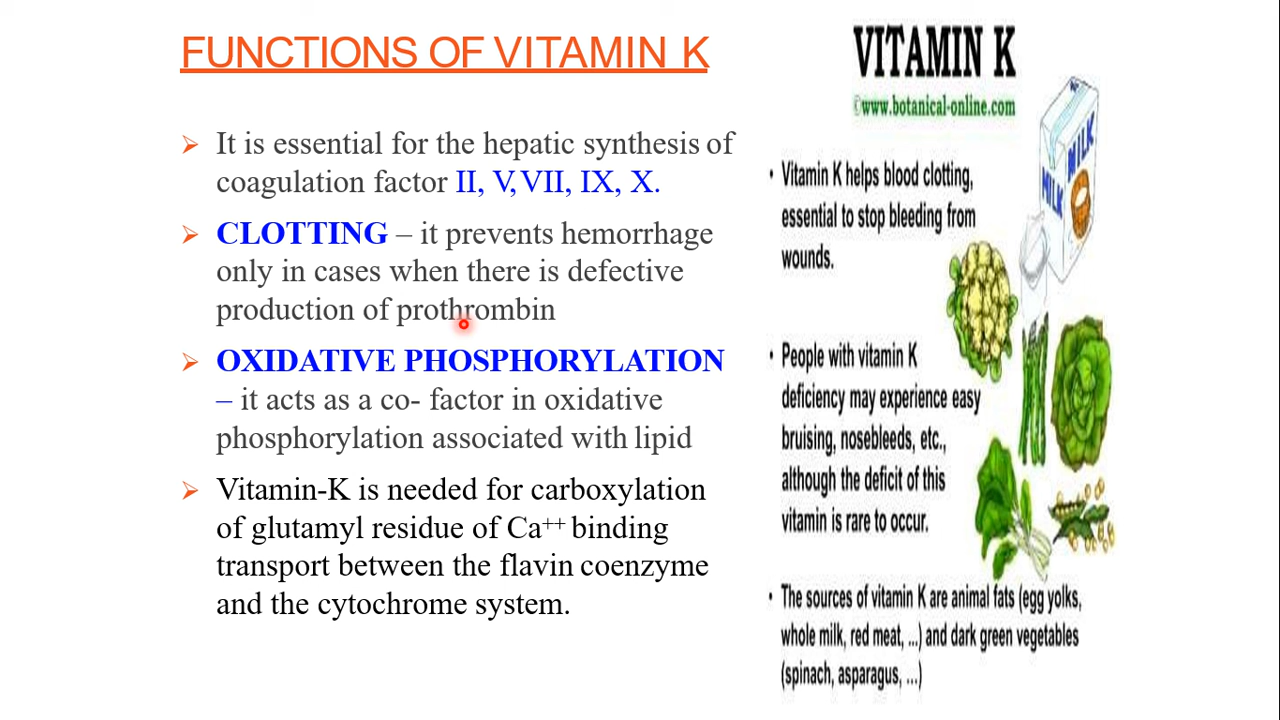 FUNCTIONS OF VITAMIN K
➢ It is essential for the hepatic synthesis of
coagulation factor II, V, VII, IX, X.
➢ CLOTTING – it prevents hemorrhage
only in cases when there is defective
production of prothrombin
➢ OXIDATIVE PHOSPHORYLATION
– it acts as a co- factor in oxidative
phosphorylation associated with lipid
➢ Vitamin-K is needed for carboxylation
of glutamyl residue of Ca⁺⁺ binding
transport between the flavin coenzyme
and the cytochrome system.
VITAMIN K
©www.botanical-online.com
MILK
MILK
• Vitamin K helps blood clotting,
essential to stop bleeding from
wounds.
• People with vitamin K
deficiency may experience easy
bruising, nosebleeds, etc.,
although the deficit of this
vitamin is rare to occur.
• The sources of vitamin K are animal fats (egg yolks,
whole milk, red meat, ...) and dark green vegetables
(spinach, asparagus, ...)